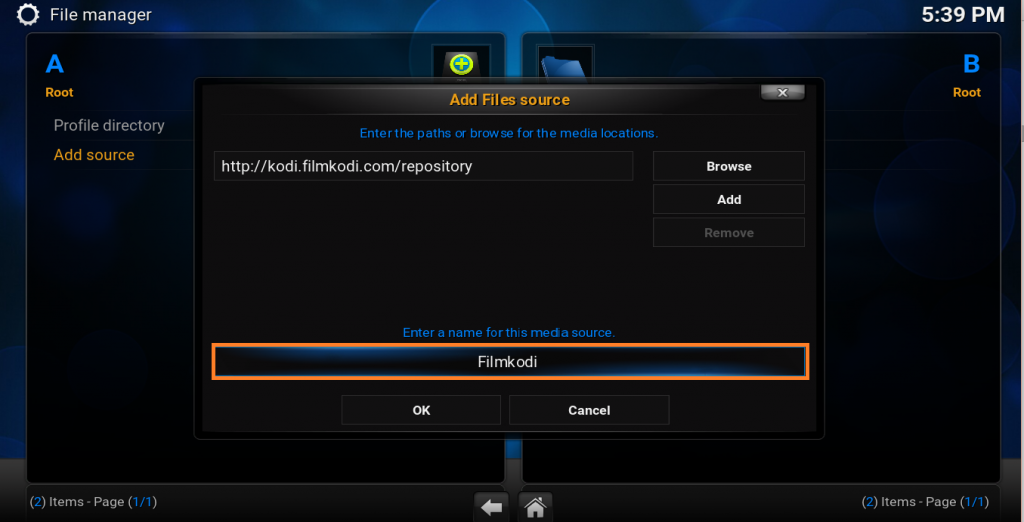 File manager
5:39 PM
A
B
Root
Root
Profile directory
Add source
Add Files source
Enter the paths or browse for the media locations.
http://kodi.filmkodi.com/repository
Browse
Add
Remove
Enter a name for this media source.
Filmkodi
OK
Cancel
(2) Items - Page (1/1)
(2) Items - Page (1/1)